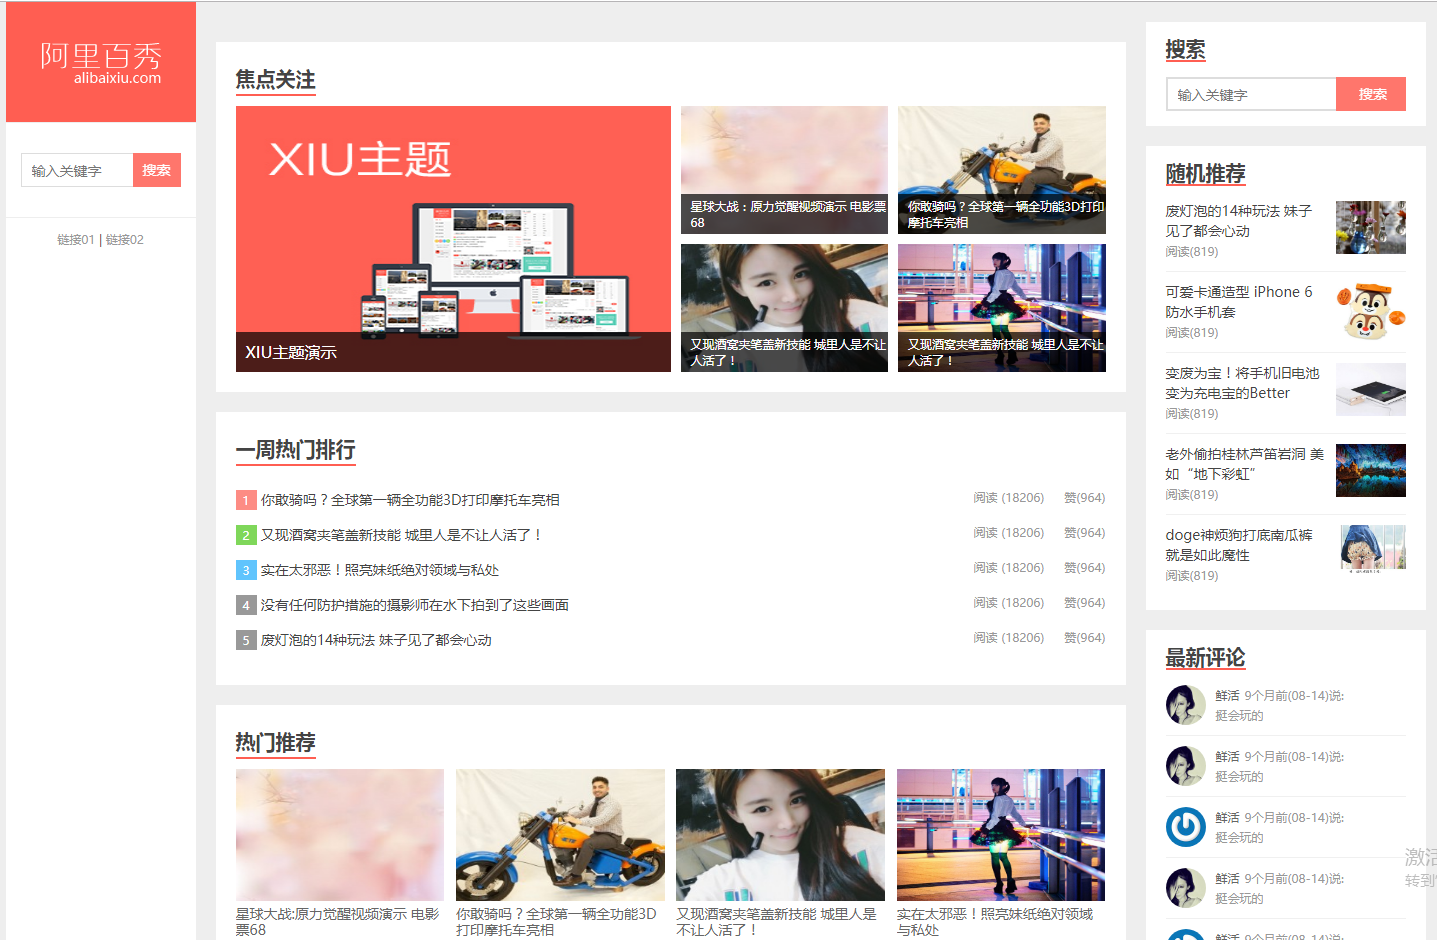 阿里百秀
alibaixiu.com
输入关键字
搜索
链接01 | 链接02
焦点关注
XIU主题
XIU主题演示
星球大战：原力觉醒视频演示 电影票
68
你敢骑吗？全球第一辆全功能3D打印
摩托车亮相
又现酒窝夹笔盖新技能 城里人是不让
人活了！
又现酒窝夹笔盖新技能 城里人是不让
人活了！
一周热门排行
1 你敢骑吗？全球第一辆全功能3D打印摩托车亮相 阅读 (18206) 赞(964)
2 又现酒窝夹笔盖新技能 城里人是不让人活了！ 阅读 (18206) 赞(964)
3 实在太邪恶！照亮妹纸绝对领域与私处 阅读 (18206) 赞(964)
4 没有任何防护措施的摄影师在水下拍到了这些画面 阅读 (18206) 赞(964)
5 废灯泡的14种玩法 妹子见了都会心动 阅读 (18206) 赞(964)
热门推荐
星球大战:原力觉醒视频演示 电影
票68
你敢骑吗？全球第一辆全功能3D
打印摩托车亮相
又现酒窝夹笔盖新技能 城里人是
不让人活了！
实在太邪恶！照亮妹纸绝对领域
与私处
搜索
输入关键字
搜索
随机推荐
废灯泡的14种玩法 妹子
见了都会心动
阅读(819)
可爱卡通造型 iPhone 6
防水手机套
阅读(819)
变废为宝！将手机旧电池
变为充电宝的Better
阅读(819)
老外偷拍桂林芦笛岩洞 美
如“地下彩虹”
阅读(819)
doge神烦狗打底南瓜裤
就是如此魔性
阅读(819)
最新评论
鲜活 9个月前(08-14)说:
挺会玩的
鲜活 9个月前(08-14)说:
挺会玩的
鲜活 9个月前(08-14)说:
挺会玩的
鲜活 9个月前(08-14)说:
挺会玩的
鲜活 9个月前(08-14)说:
激活
转到